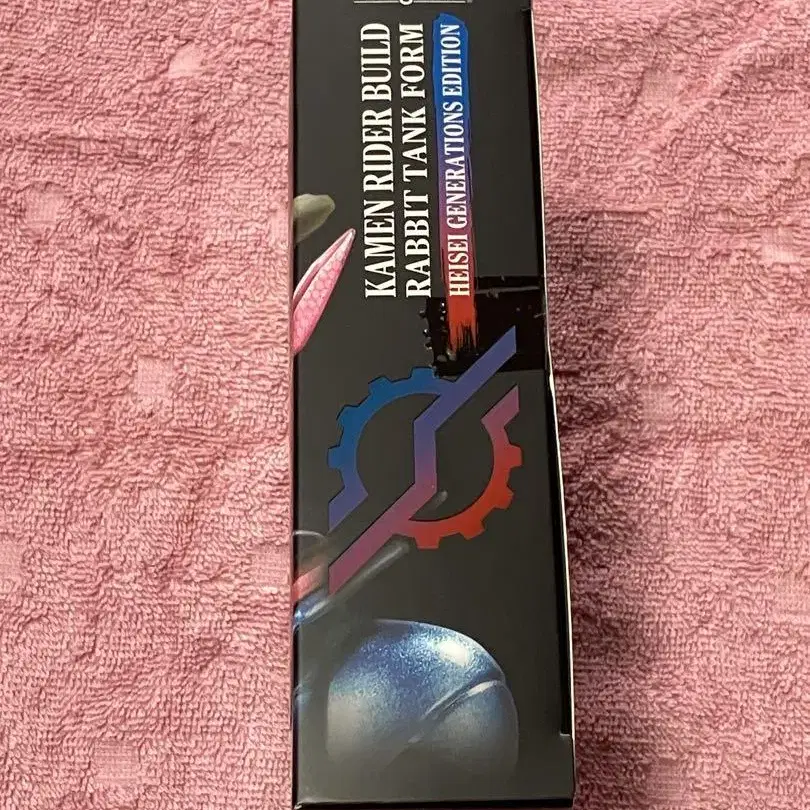 KAMEN RIDER BUILD
RABBIT TANK FORM
HEISEI GENERATIONS EDITION